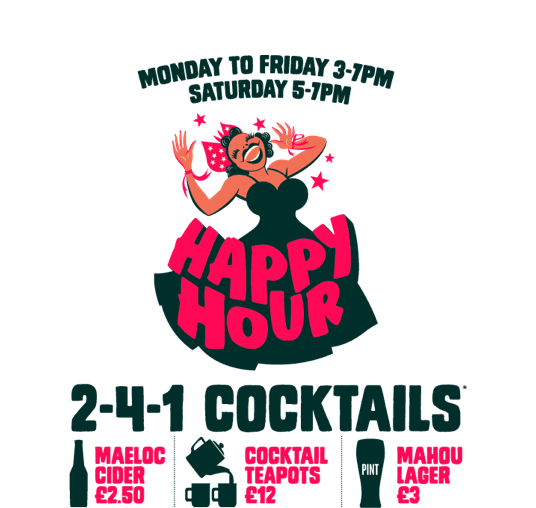 MONDAY TO FRIDAY 3-7PM
SATURDAY 5-7PM
HAPPY
HOUR
2-4-1 COCKTAILS*
MAELOC
CIDER
£2.50
COCKTAIL
TEAPOTS
£12
PINT
MAHOU
LAGER
£3